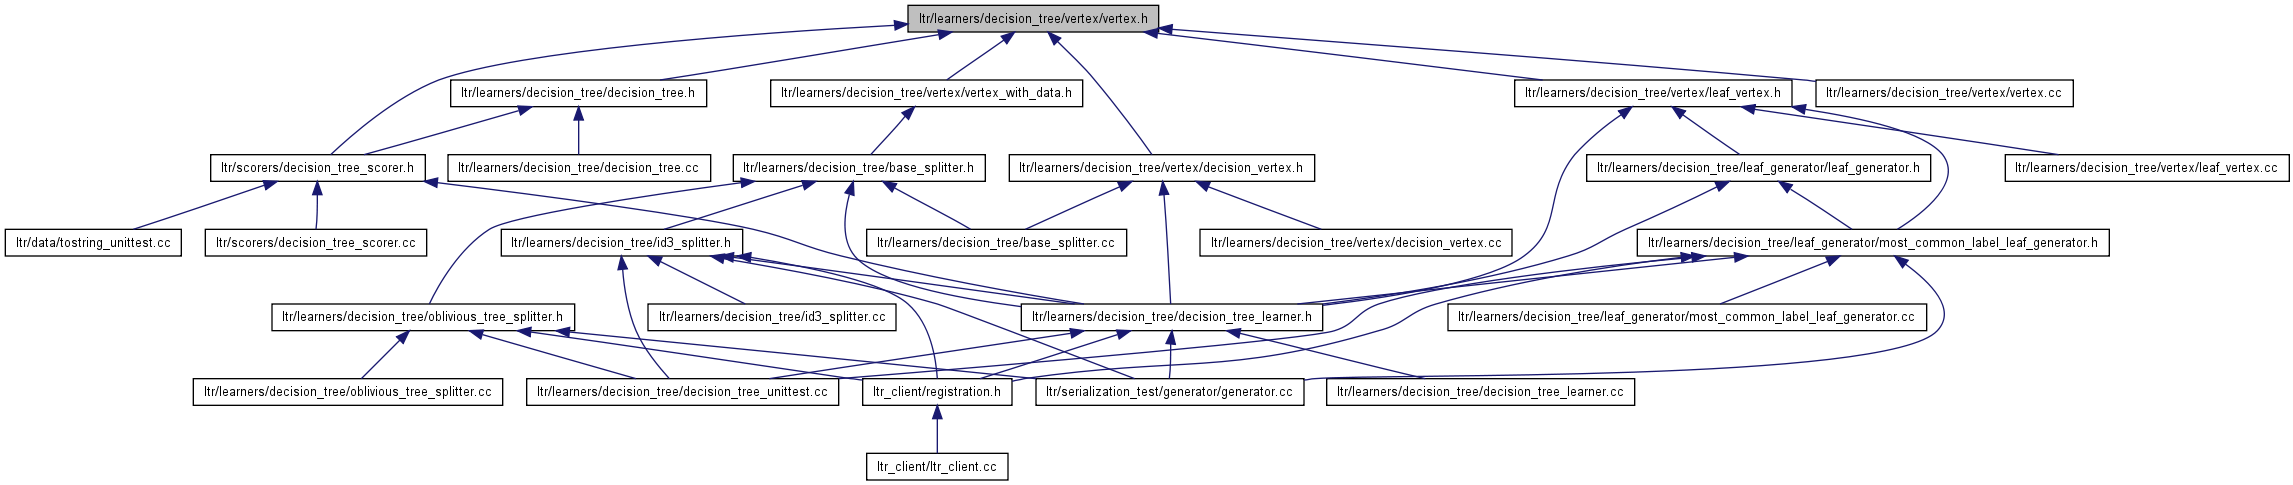 ltr/learners/decision_tree/vertex/vertex.h
ltr/learners/decision_tree/decision_tree.h
ltr/learners/decision_tree/vertex/vertex_with_data.h
ltr/learners/decision_tree/vertex/leaf_vertex.h
ltr/learners/decision_tree/vertex/vertex.cc
ltr/scorers/decision_tree_scorer.h
ltr/learners/decision_tree/decision_tree.cc
ltr/learners/decision_tree/base_splitter.h
ltr/learners/decision_tree/vertex/decision_vertex.h
ltr/learners/decision_tree/leaf_generator/leaf_generator.h
ltr/learners/decision_tree/vertex/leaf_vertex.cc
ltr/data/tostring_unittest.cc
ltr/scorers/decision_tree_scorer.cc
ltr/learners/decision_tree/id3_splitter.h
ltr/learners/decision_tree/base_splitter.cc
ltr/learners/decision_tree/vertex/decision_vertex.cc
ltr/learners/decision_tree/leaf_generator/most_common_label_leaf_generator.h
ltr/learners/decision_tree/oblivious_tree_splitter.h
ltr/learners/decision_tree/id3_splitter.cc
ltr/learners/decision_tree/decision_tree_learner.h
ltr/learners/decision_tree/leaf_generator/most_common_label_leaf_generator.cc
ltr/learners/decision_tree/oblivious_tree_splitter.cc
ltr/learners/decision_tree/decision_tree_unittest.cc
ltr_client/registration.h
ltr/serialization_test/generator/generator.cc
ltr/learners/decision_tree/decision_tree_learner.cc
ltr_client/ltr_client.cc